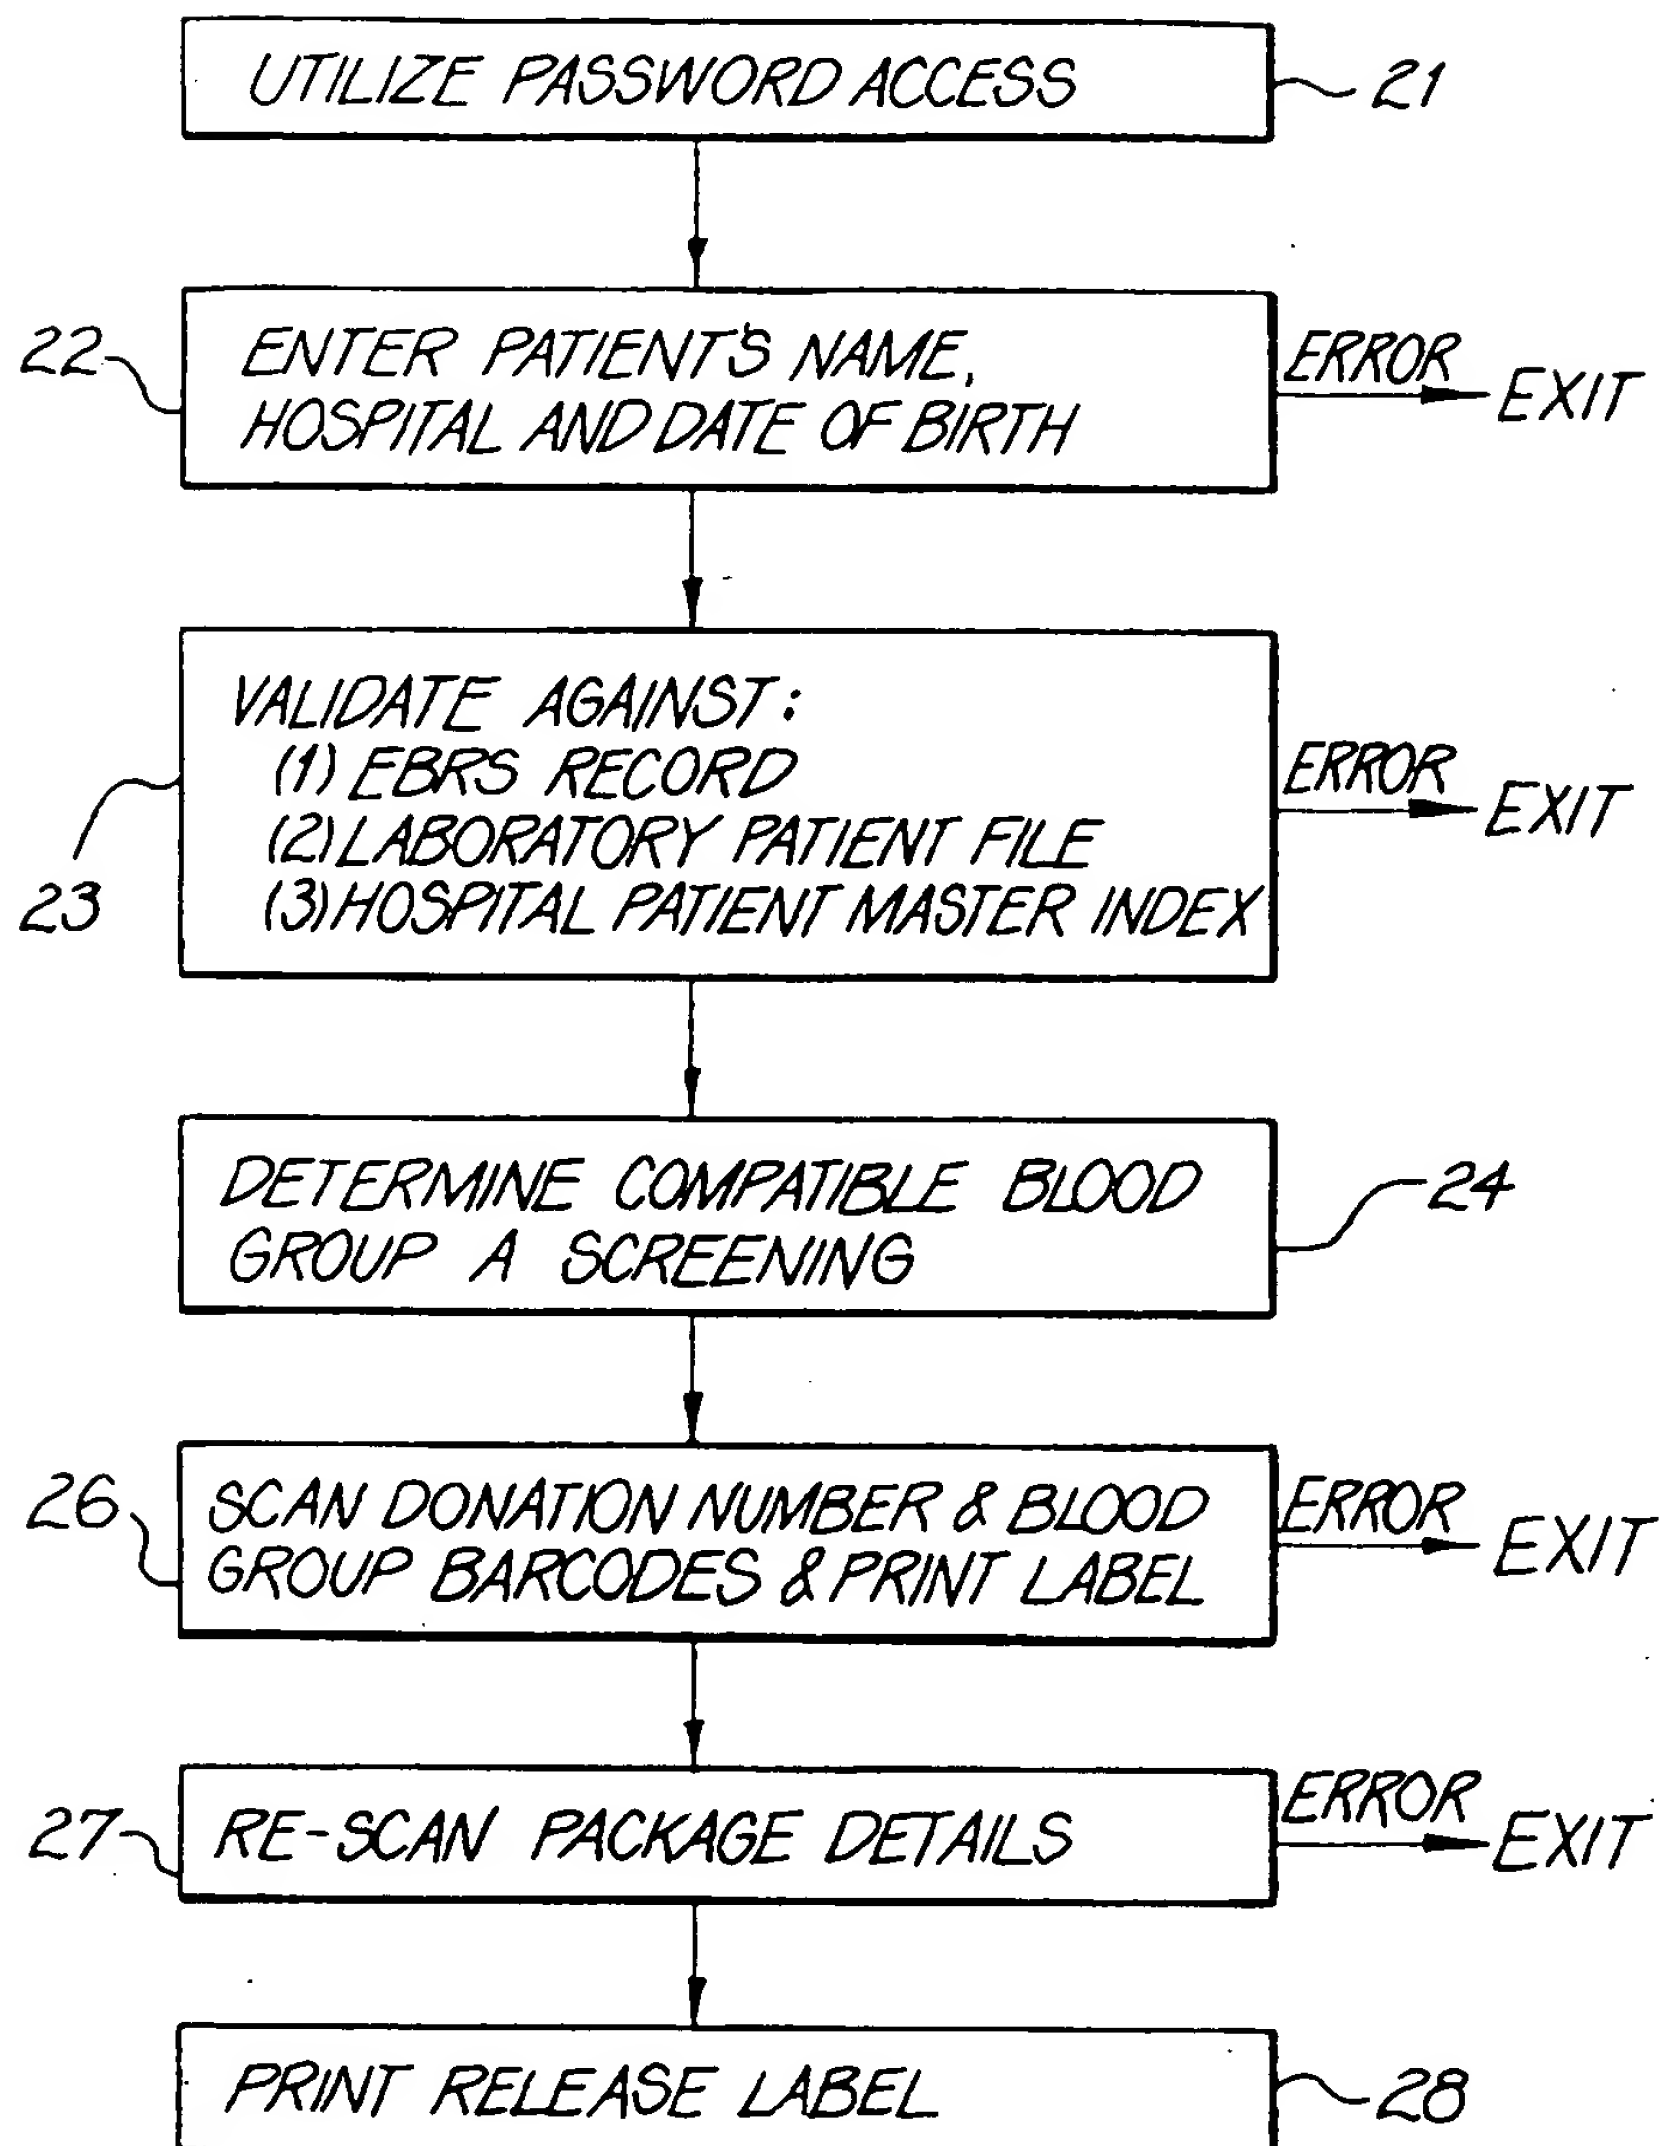 UTILIZE PASSWORD ACCESS
21
22
ENTER PATIENT'S NAME,
HOSPITAL AND DATE OF BIRTH
ERROR
EXIT
23
VALIDATE AGAINST:
(1) EBRS RECORD
(2) LABORATORY PATIENT FILE
(3) HOSPITAL PATIENT MASTER INDEX
ERROR
EXIT
DETERMINE COMPATIBLE BLOOD
GROUP A SCREENING
24
26
SCAN DONATION NUMBER & BLOOD
GROUP BARCODES & PRINT LABEL
ERROR
EXIT
27
RE-SCAN PACKAGE DETAILS
ERROR
EXIT
PRINT RELEASE LABEL
28